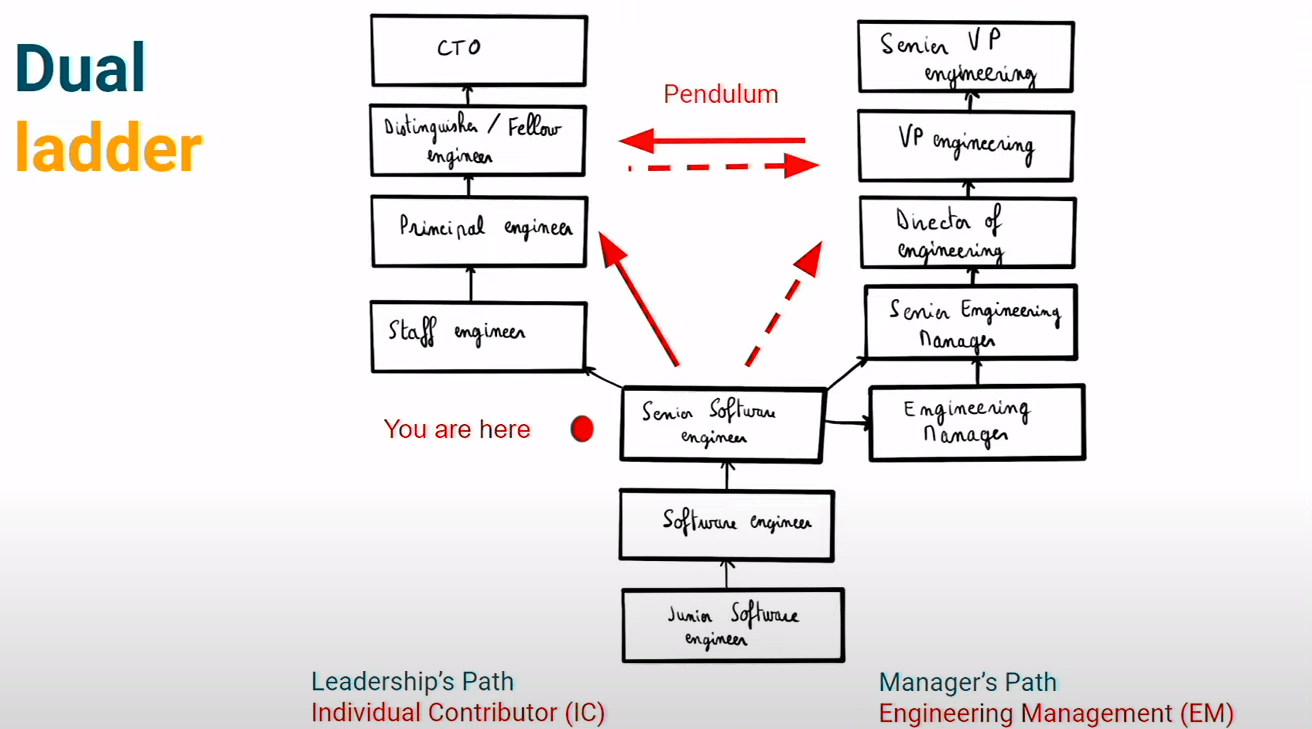 Dual
ladder
CTO
Distinguisher / Fellow
engineer
Principal engineer
Staff engineer
Pendulum
Senior VP
engineering
VP engineering
Director of
engineering
Senior Engineering
Manager
Engineering
Manager
You are here
Senior Software
engineer
Software engineer
Junior Software
engineer
Leadership's Path
Individual Contributor (IC)
Manager's Path
Engineering Management (EM)